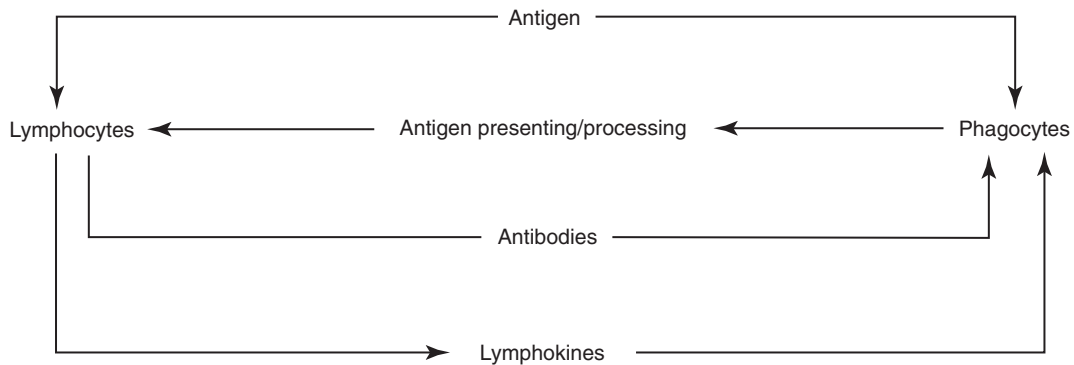 Antigen
Lymphocytes
Antigen presenting/processing
Phagocytes
Antibodies
Lymphokines